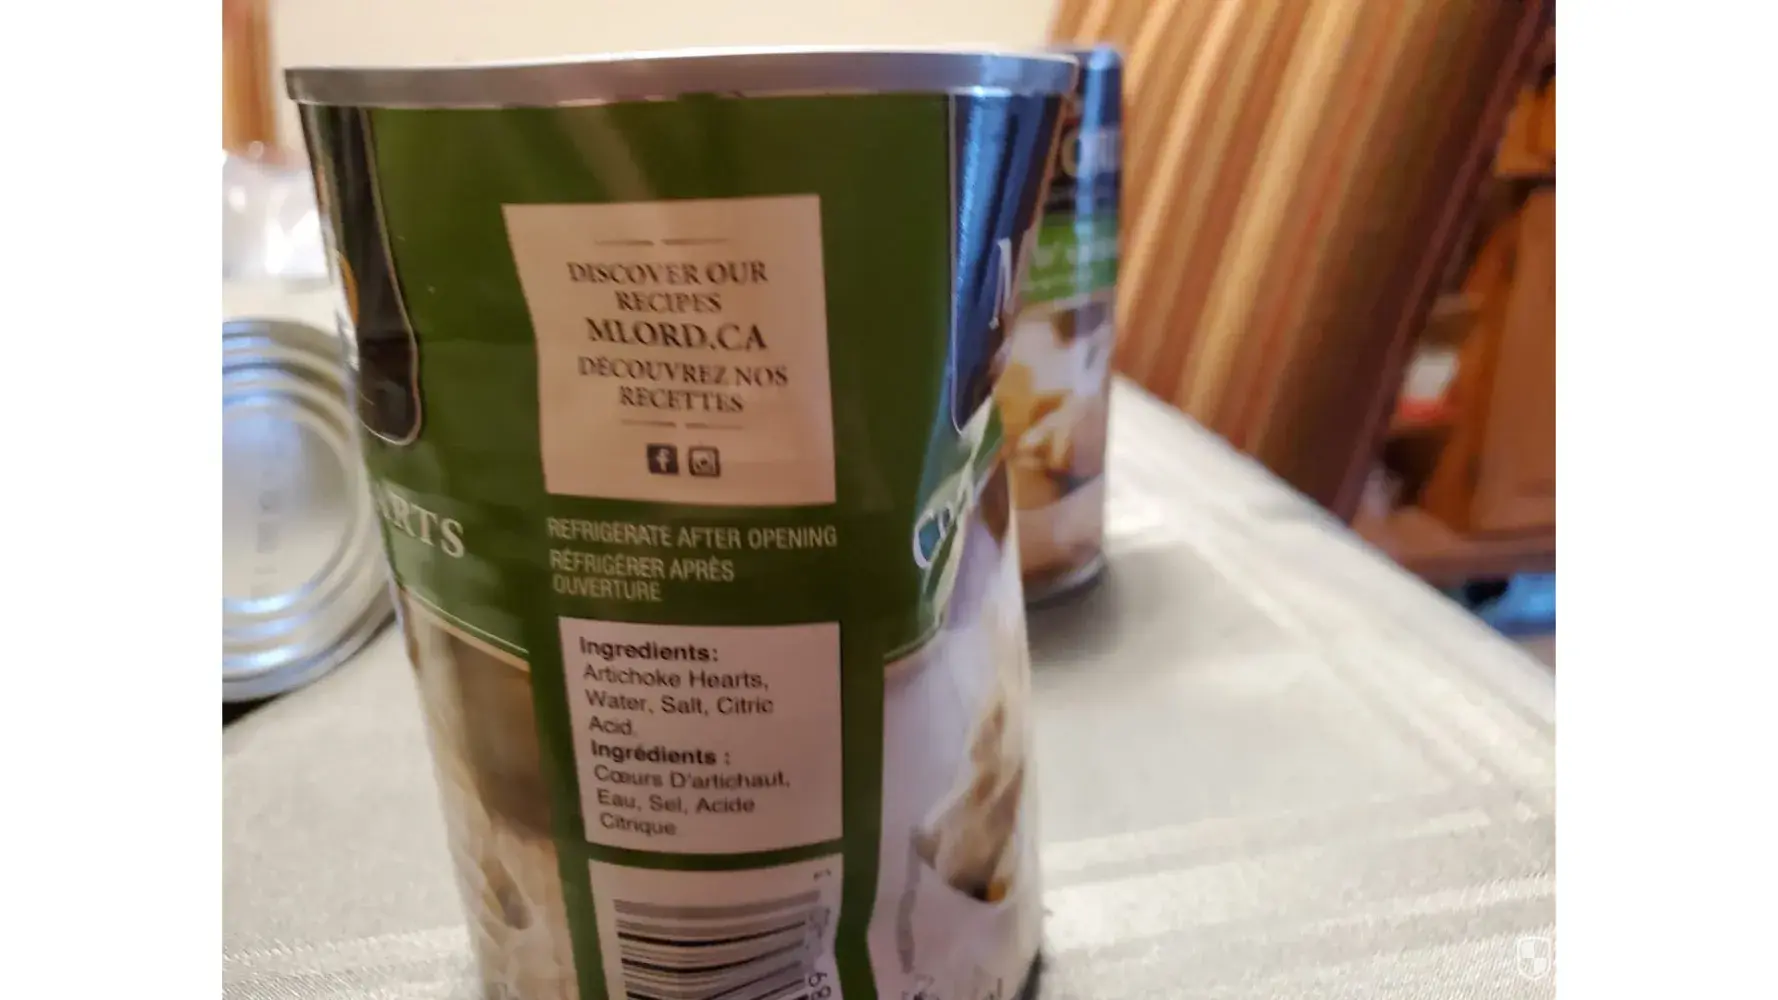 DISCOVER OUR
RECIPES
MLORD.CA
DÉCOUVREZ NOS
RECETTES
REFRIGERATE AFTER OPENING
RÉFRIGÉRER APRÈS
OUVERTURE
Ingredients:
Artichoke Hearts,
Water, Salt, Citric
Acid.
Ingrédients :
Cœurs D'artichaut,
Eau, Sel, Acide
Citrique
ARTS